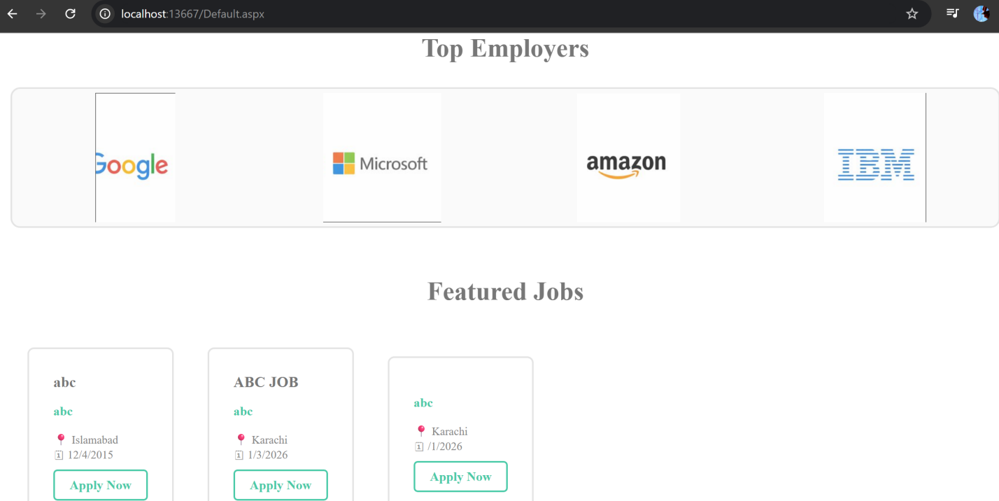 localhost:13667/Default.aspx
Top Employers
Google
Microsoft
amazon
IBM
Featured Jobs
abc
abc
Islamabad
12/4/2015
Apply Now
ABC JOB
abc
Karachi
1/3/2026
Apply Now
abc
Karachi
/1/2026
Apply Now